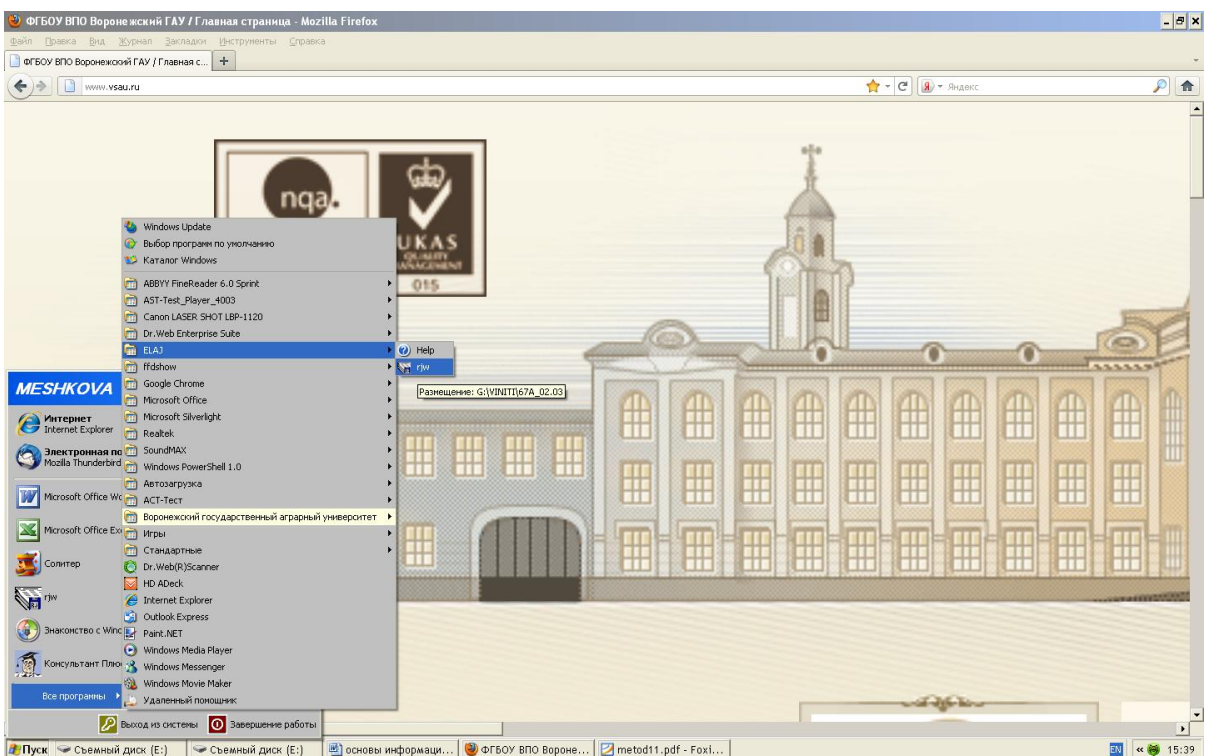 ФГБОУ ВПО Воронежский ГАУ / Главная страница - Mozilla Firefox
Файл Правка Вид Журнал Закладки Инструменты Справка
ФГБОУ ВПО Воронежский ГАУ / Главная с... +
www.vsau.ru
Яндекс
nqa.
UKAS
QUALITY
MANAGEMENT
015
Windows Update
Выбор программ по умолчанию
Каталог Windows
ABBYY FineReader 6.0 Sprint
AST-Test_Player_4003
Canon LASER SHOT LBP-1120
Dr.Web Enterprise Suite
ELAJ
Help
ffdshow
rjw
Размещение: G:\VINITI\67A_02.03
Google Chrome
Microsoft Office
Microsoft Silverlight
Realtek
SoundMAX
Windows PowerShell 1.0
Автозагрузка
АСТ-Тест
Воронежский государственный аграрный университет
Игры
Стандартные
Dr.Web(R)Scanner
HD ADeck
Internet Explorer
Outlook Express
Paint.NET
Windows Media Player
Windows Messenger
Windows Movie Maker
Удаленный помощник
MESHKOVA
Интернет
Internet Explorer
Электронная по
Mozilla Thunderbird
Microsoft Office Wo
Microsoft Office Exc
Солитер
rjw
Знакомство с Winc
Консультант Плю
Все программы
Выход из системы Завершение работы
Пуск Съемный диск (E:) Съемный диск (E:) основы информаци... ФГБОУ ВПО Вороне... metod11.pdf - Foxi... EN « 15:39